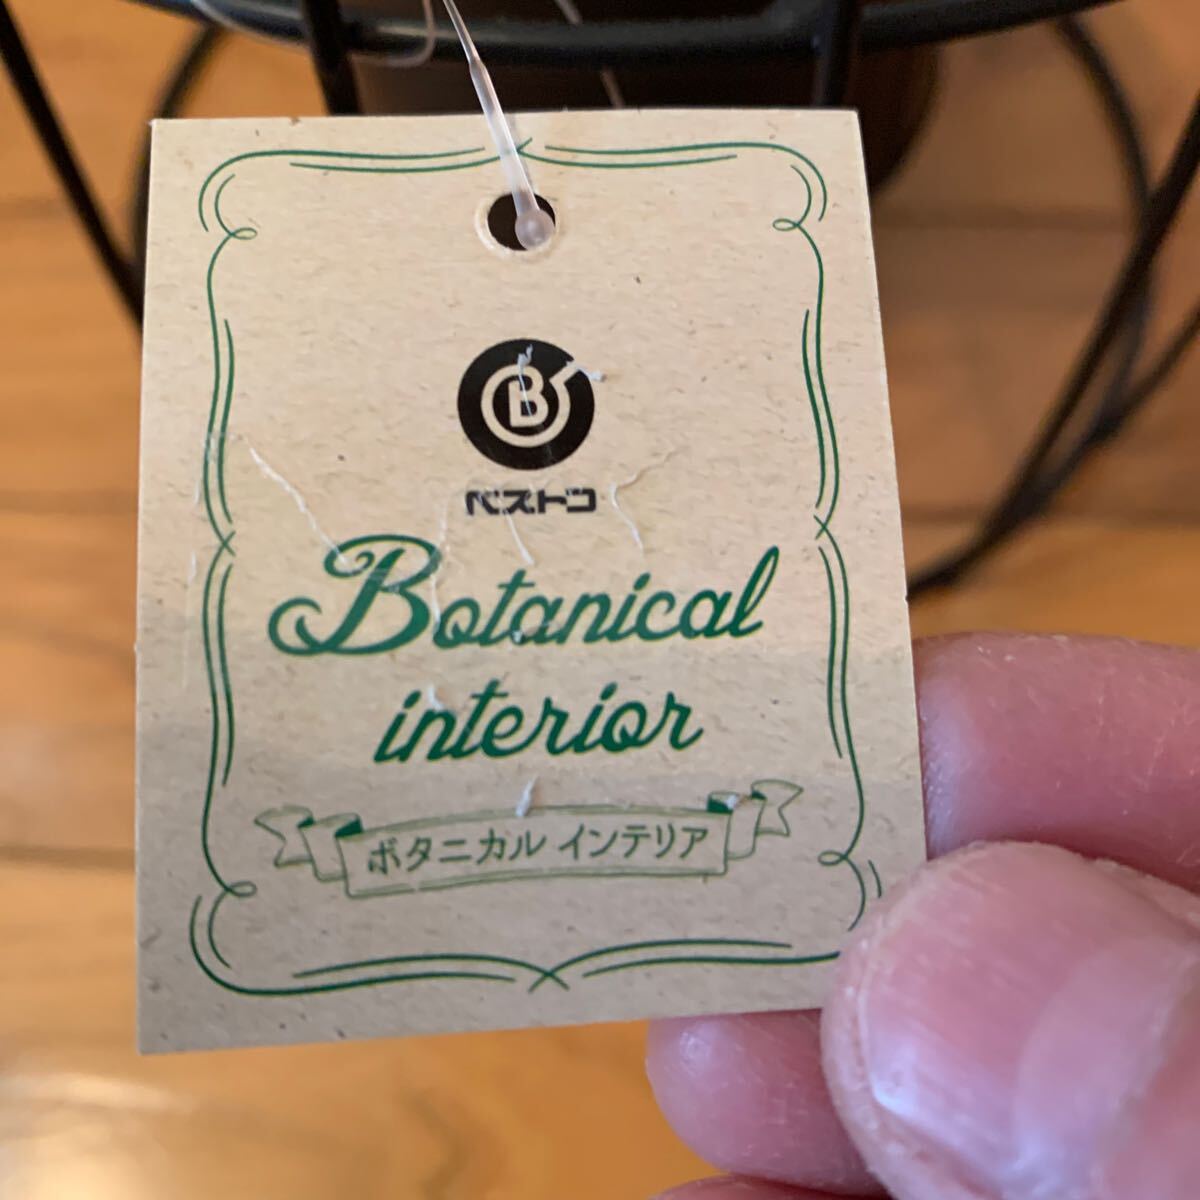 B
ベストコ
Botanical
interior
ボタニカル インテリア